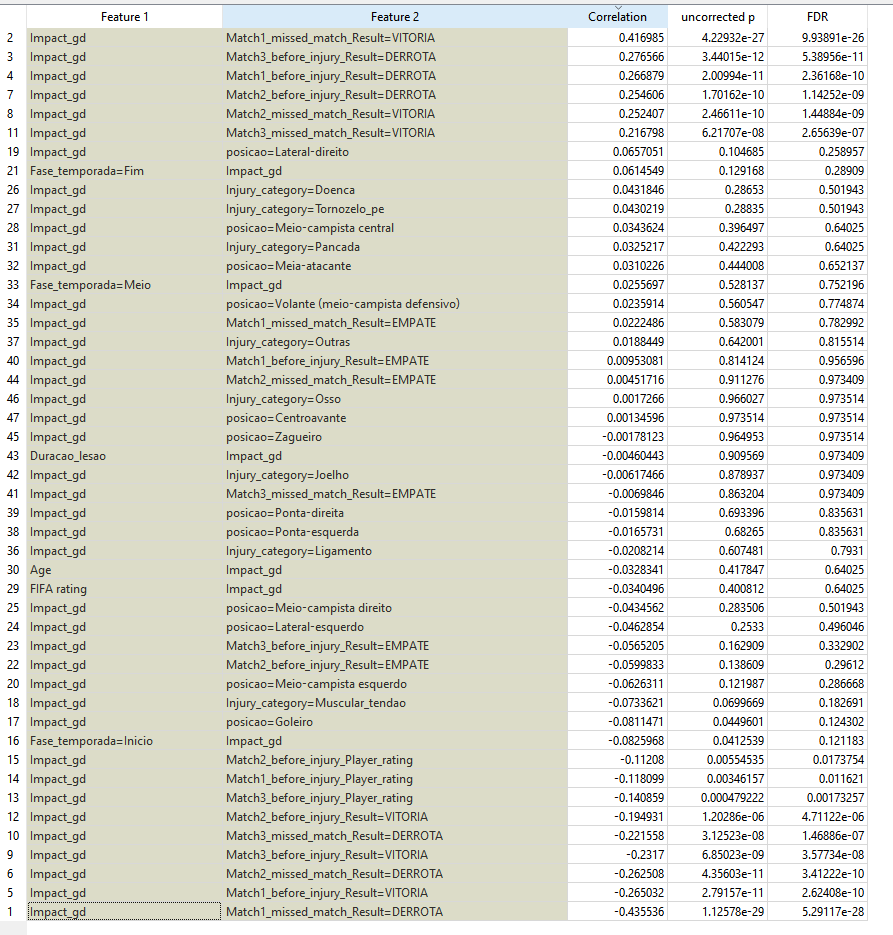 Feature 1 Feature 2 Correlation uncorrected p FDR
2 Impact_gd Match1_missed_match_Result=VITORIA 0.416985 4.22932e-27 9.93891e-26
3 Impact_gd Match3_before_injury_Result=DERROTA 0.276566 3.44015e-12 5.38956e-11
4 Impact_gd Match1_before_injury_Result=DERROTA 0.266879 2.00994e-11 2.36168e-10
7 Impact_gd Match2_before_injury_Result=DERROTA 0.254606 1.70162e-10 1.14252e-09
8 Impact_gd Match2_missed_match_Result=VITORIA 0.252407 2.46611e-10 1.44884e-09
11 Impact_gd Match3_missed_match_Result=VITORIA 0.216798 6.21707e-08 2.65639e-07
19 Impact_gd posicao=Lateral-direito 0.0657051 0.104685 0.258957
21 Fase_temporada=Fim Impact_gd 0.0614549 0.129168 0.28909
26 Impact_gd Injury_category=Doenca 0.0431846 0.28653 0.501943
27 Impact_gd Injury_category=Tornozelo_pe 0.0430219 0.28835 0.501943
28 Impact_gd posicao=Meio-campista central 0.0343624 0.396497 0.64025
31 Impact_gd Injury_category=Pancada 0.0325217 0.422293 0.64025
32 Impact_gd posicao=Meia-atacante 0.0310226 0.444008 0.652137
33 Fase_temporada=Meio Impact_gd 0.0255697 0.528137 0.752196
34 Impact_gd posicao=Volante (meio-campista defensivo) 0.0235914 0.560547 0.774874
35 Impact_gd Match1_missed_match_Result=EMPATE 0.0222486 0.583079 0.782992
37 Impact_gd Injury_category=Outras 0.0188449 0.642001 0.815514
40 Impact_gd Match1_before_injury_Result=EMPATE 0.00953081 0.814124 0.956596
44 Impact_gd Match2_missed_match_Result=EMPATE 0.00451716 0.911276 0.973409
46 Impact_gd Injury_category=Osso 0.0017266 0.966027 0.973514
47 Impact_gd posicao=Centroavante 0.00134596 0.973514 0.973514
45 Impact_gd posicao=Zagueiro -0.00178123 0.964953 0.973514
43 Duracao_lesao Impact_gd -0.00460443 0.909569 0.973409
42 Impact_gd Injury_category=Joelho -0.00617466 0.878937 0.973409
41 Impact_gd Match3_missed_match_Result=EMPATE -0.0069846 0.863204 0.973409
39 Impact_gd posicao=Ponta-direita -0.0159814 0.693396 0.835631
38 Impact_gd posicao=Ponta-esquerda -0.0165731 0.68265 0.835631
36 Impact_gd Injury_category=Ligamento -0.0208214 0.607481 0.7931
30 Age Impact_gd -0.0328341 0.417847 0.64025
29 FIFA rating Impact_gd -0.0340496 0.400812 0.64025
25 Impact_gd posicao=Meio-campista direito -0.0434562 0.283506 0.501943
24 Impact_gd posicao=Lateral-esquerdo -0.0462854 0.2533 0.496046
23 Impact_gd Match3_before_injury_Result=EMPATE -0.0565205 0.162909 0.332902
22 Impact_gd Match2_before_injury_Result=EMPATE -0.0599833 0.138609 0.29612
20 Impact_gd posicao=Meio-campista esquerdo -0.0626311 0.121987 0.286668
18 Impact_gd Injury_category=Muscular_tendao -0.0733621 0.0699669 0.182691
17 Impact_gd posicao=Goleiro -0.0811471 0.0449601 0.124302
16 Fase_temporada=Inicio Impact_gd -0.0825968 0.0412539 0.121183
15 Impact_gd Match2_before_injury_Player_rating -0.11208 0.00554535 0.0173754
14 Impact_gd Match1_before_injury_Player_rating -0.118099 0.00346157 0.011621
13 Impact_gd Match3_before_injury_Player_rating -0.140859 0.000479222 0.00173257
12 Impact_gd Match2_before_injury_Result=VITORIA -0.194931 1.20286e-06 4.71122e-06
10 Impact_gd Match3_missed_match_Result=DERROTA -0.221558 3.12523e-08 1.46886e-07
9 Impact_gd Match3_before_injury_Result=VITORIA -0.2317 6.85023e-09 3.57734e-08
6 Impact_gd Match2_missed_match_Result=DERROTA -0.262508 4.35603e-11 3.41222e-10
5 Impact_gd Match1_before_injury_Result=VITORIA -0.265032 2.79157e-11 2.62408e-10
1 Impact_gd Match1_missed_match_Result=DERROTA -0.435536 1.12578e-29 5.29117e-28